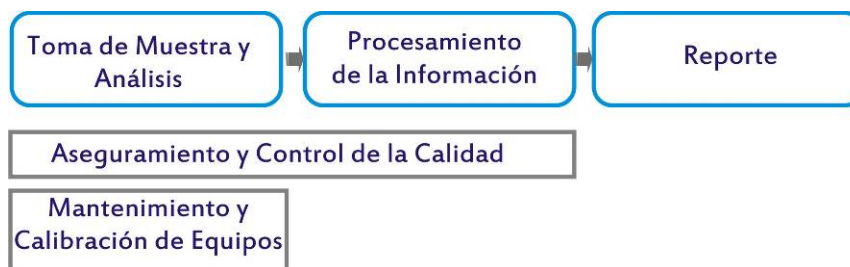 Toma de Muestra y
Análisis
Procesamiento
de la Información
Reporte
Aseguramiento y Control de la Calidad
Mantenimiento y
Calibración de Equipos